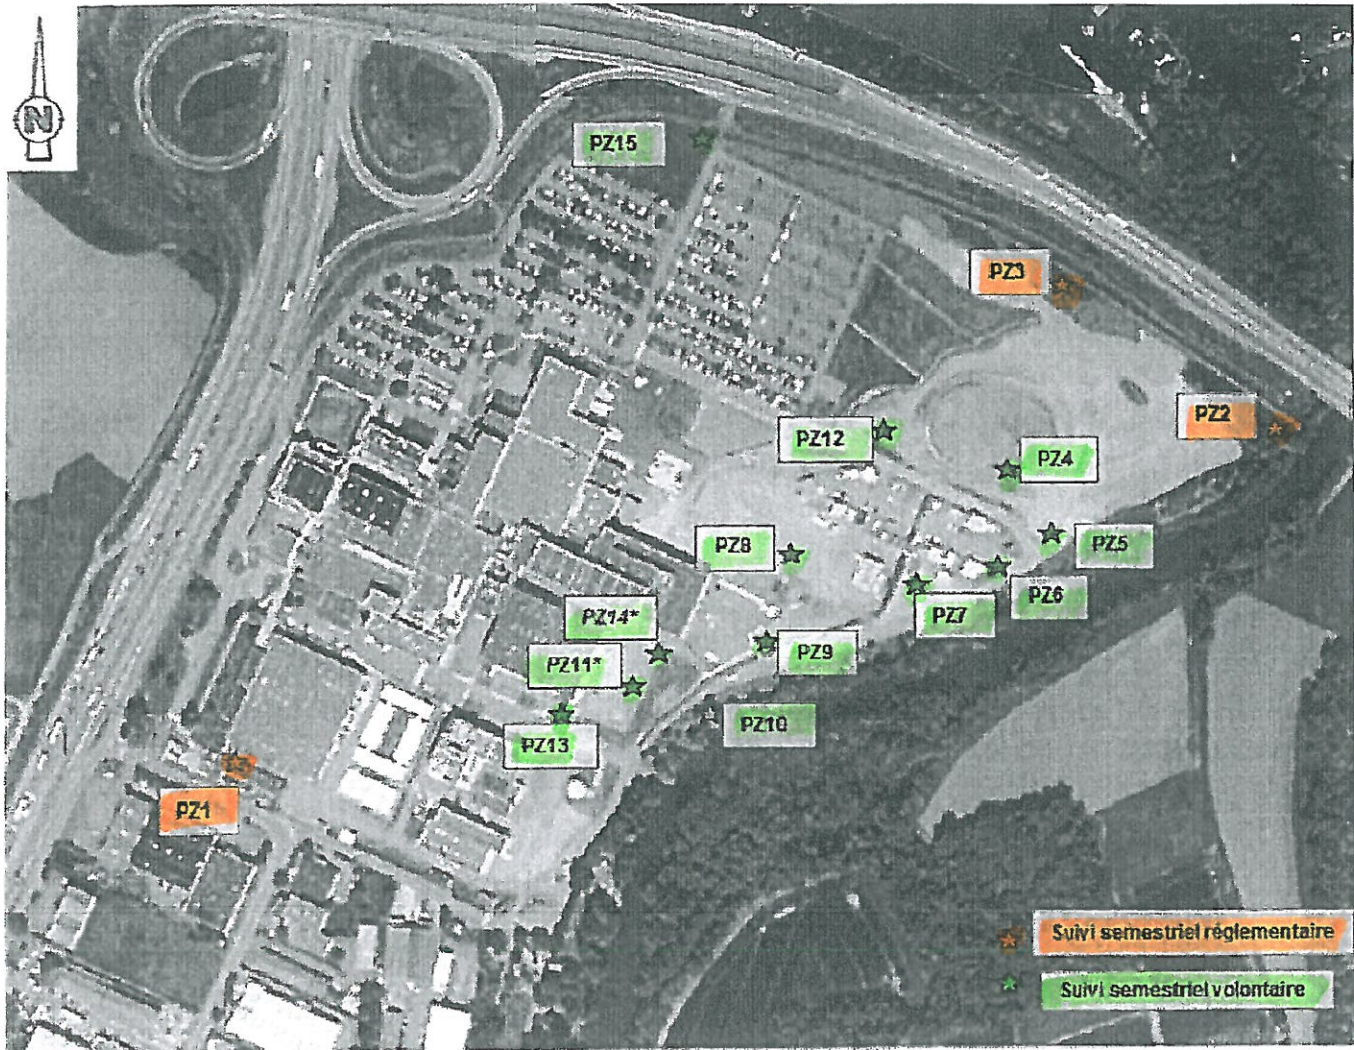 N
PZ15
PZ3
PZ2
PZ12
PZ4
PZ8
PZ5
PZ6
PZ7
PZ14*
PZ9
PZ11*
PZ10
PZ13
PZ1
Suivi semestriel réglementaire
Suivi semestriel volontaire